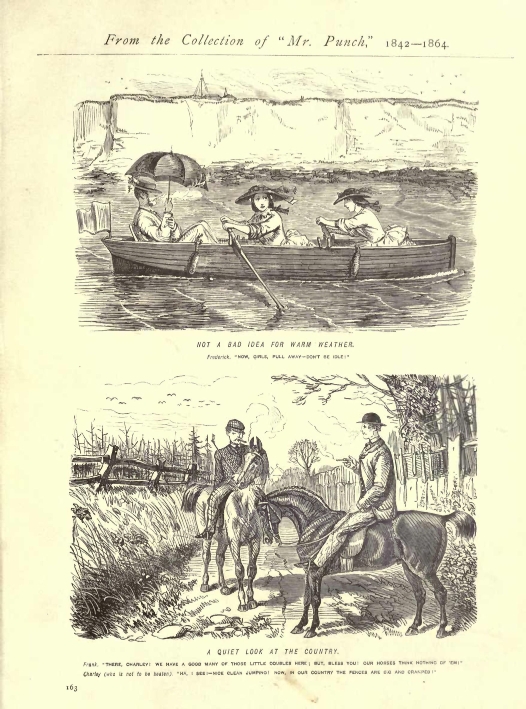 From the Collection of "Mr. Punch," 1842—1864.
NOT A BAD IDEA FOR WARM WEATHER.
Frederick. "NOW, GIRLS, PULL AWAY—DON'T BE IDLE!"
A QUIET LOOK AT THE COUNTRY.
Frank. "THERE, CHARLEY! WE HAVE A GOOD MANY OF THOSE LITTLE DOUBLES HERE; BUT, BLESS YOU! OUR HORSES THINK NOTHING OF 'EM!"
Charley (who is not to be beaten). "HA, I SEE!—NICE CLEAN JUMPING! NOW, IN OUR COUNTRY THE FENCES ARE BIG AND CRAMPED!"
163